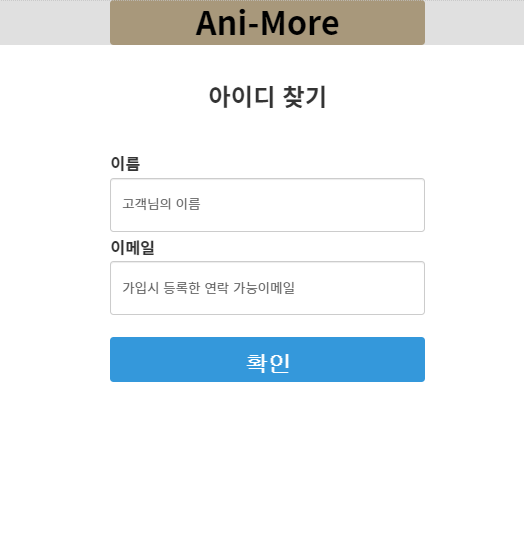 Ani-More
아이디 찾기
이름
고객님의 이름
이메일
가입시 등록한 연락 가능이메일
확인